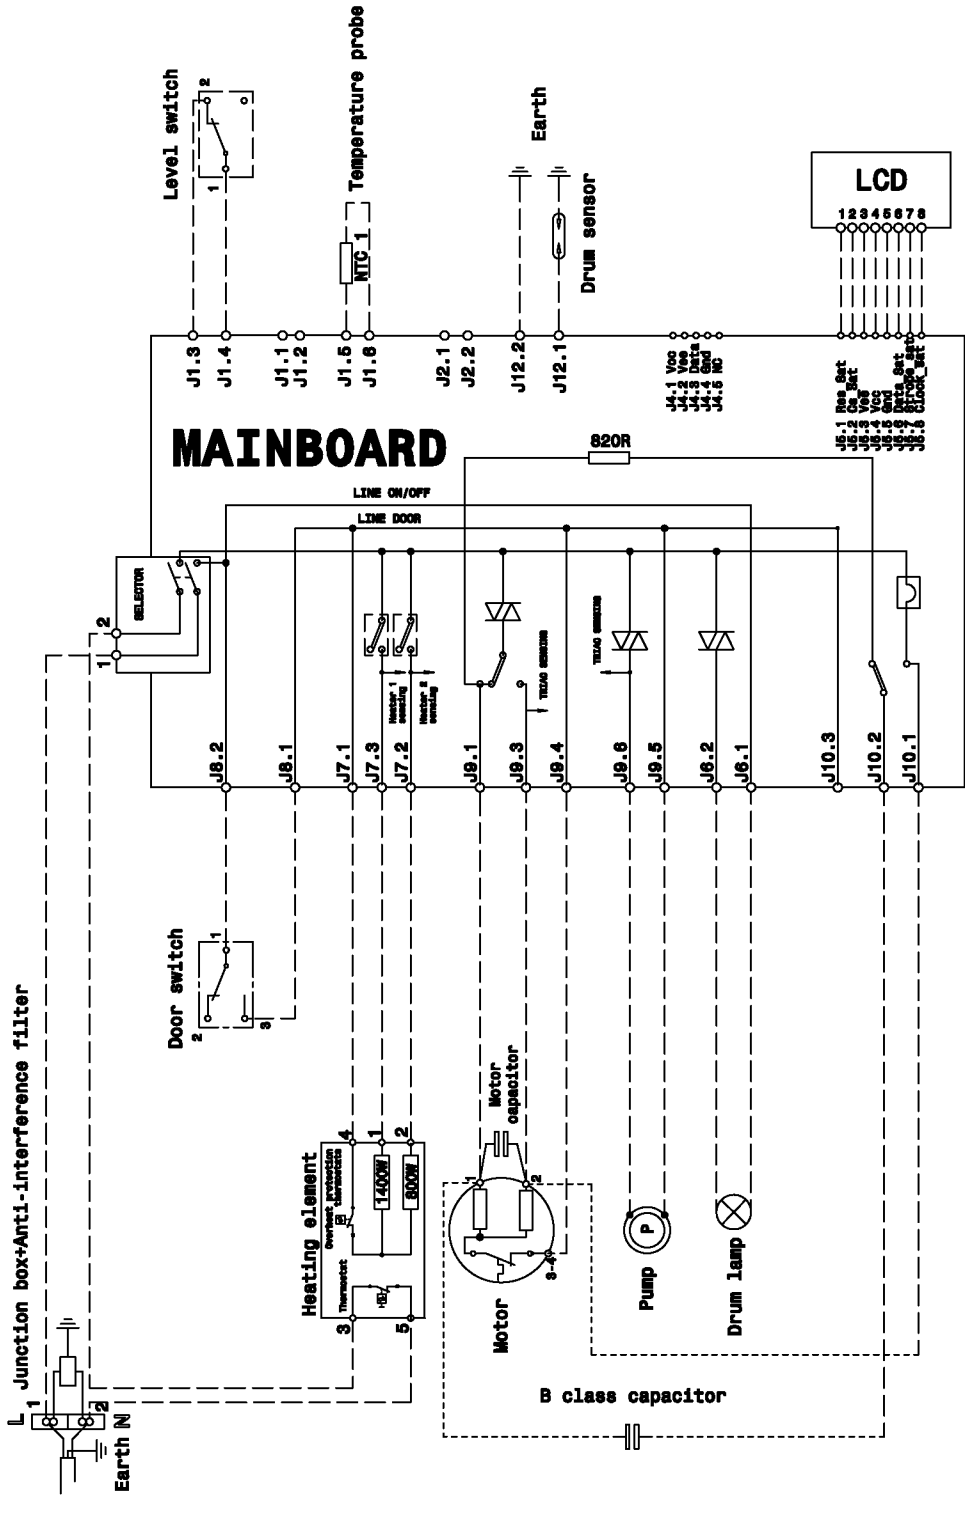 Level switch
1
2
Temperature probe
NTC 1
Earth
Drum sensor
LCD
1 2 3 4 5 6 7 8
J1.3
J1.4
J1.1
J1.2
J1.5
J1.6
J2.1
J2.2
J12.2
J12.1
J4.1 Vcc
J4.2 Vee
J4.3 Data
J4.4 Gnd
J4.5 NC
J5.1 Res_Sat
J5.2 Cs_Sat
J5.3 Vee
J5.4 Vcc
J5.5 Gnd
J5.6 Data_Sat
J5.7 Strobe_Sat
J5.8 Clock_Sat
MAINBOARD
820R
LINE ON/OFF
LINE DOOR
SELECTOR
2
1
Heater 1
sensing
Heater 2
sensing
TRIAC SENSING
TRIAC SENSING
J8.2
J8.1
J7.1
J7.3
J7.2
J9.1
J9.3
J9.4
J9.6
J9.5
J6.2
J6.1
J10.3
J10.2
J10.1
Door switch
1
2
3
Junction box+Anti-interference filter
L
1
2
N
Earth
Heating element
4
1
2
Overheat protection
thermostats
1400W
800W
Thermostat
3
5
Motor
capacitor
1
2
3-4
Motor
P
Pump
Drum lamp
B class capacitor